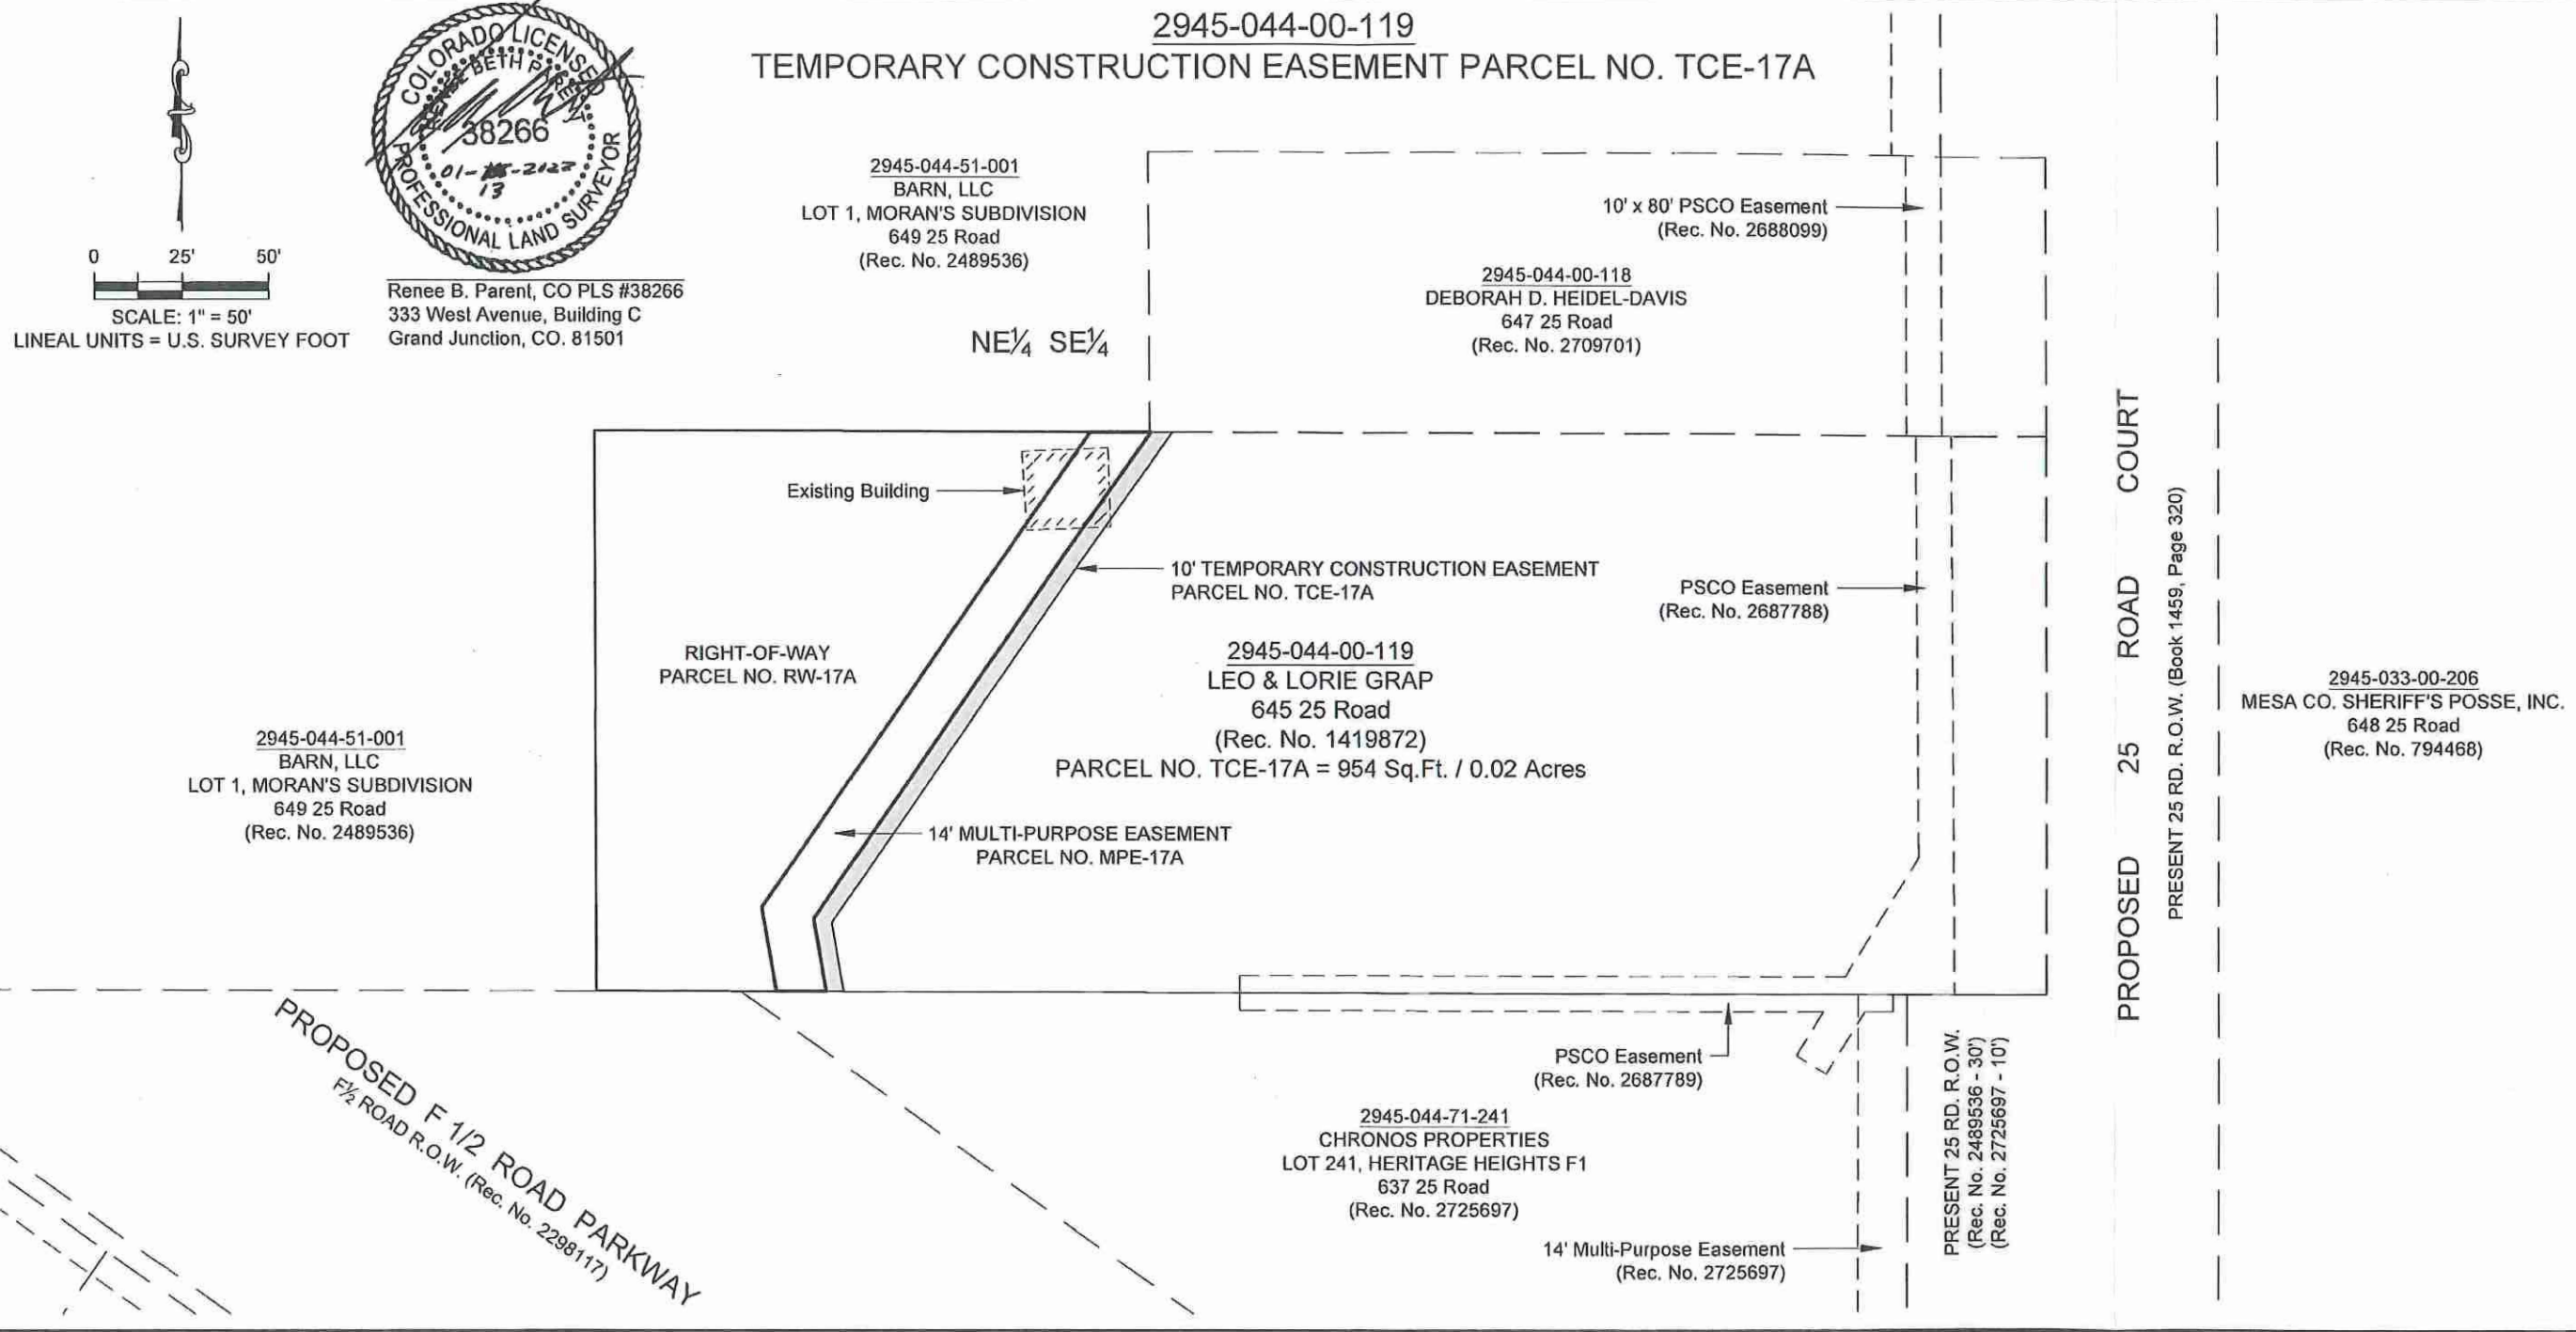 2945-044-00-119
TEMPORARY CONSTRUCTION EASEMENT PARCEL NO. TCE-17A
COLORADO LICENSED
PROFESSIONAL LAND SURVEYOR
38266
13
0 25' 50'
SCALE: 1" = 50'
LINEAL UNITS = U.S. SURVEY FOOT
Renee B. Parent, CO PLS #38266
333 West Avenue, Building C
Grand Junction, CO. 81501
2945-044-51-001
BARN, LLC
LOT 1, MORAN'S SUBDIVISION
649 25 Road
(Rec. No. 2489536)
NE¼ SE¼
10' x 80' PSCO Easement
(Rec. No. 2688099)
2945-044-00-118
DEBORAH D. HEIDEL-DAVIS
647 25 Road
(Rec. No. 2709701)
Existing Building
10' TEMPORARY CONSTRUCTION EASEMENT
PARCEL NO. TCE-17A
PSCO Easement
(Rec. No. 2687788)
RIGHT-OF-WAY
PARCEL NO. RW-17A
2945-044-00-119
LEO & LORIE GRAP
645 25 Road
(Rec. No. 1419872)
PARCEL NO. TCE-17A = 954 Sq.Ft. / 0.02 Acres
2945-044-51-001
BARN, LLC
LOT 1, MORAN'S SUBDIVISION
649 25 Road
(Rec. No. 2489536)
14' MULTI-PURPOSE EASEMENT
PARCEL NO. MPE-17A
PROPOSED 25 ROAD COURT
PRESENT 25 RD. R.O.W. (Book 1459, Page 320)
2945-033-00-206
MESA CO. SHERIFF'S POSSE, INC.
648 25 Road
(Rec. No. 794468)
PROPOSED F 1/2 ROAD PARKWAY
F½ ROAD R.O.W. (Rec. No. 2298117)
PSCO Easement
(Rec. No. 2687789)
2945-044-71-241
CHRONOS PROPERTIES
LOT 241, HERITAGE HEIGHTS F1
637 25 Road
(Rec. No. 2725697)
14' Multi-Purpose Easement
(Rec. No. 2725697)
PRESENT 25 RD. R.O.W.
(Rec. No. 2489536 - 30')
(Rec. No. 2725697 - 10')